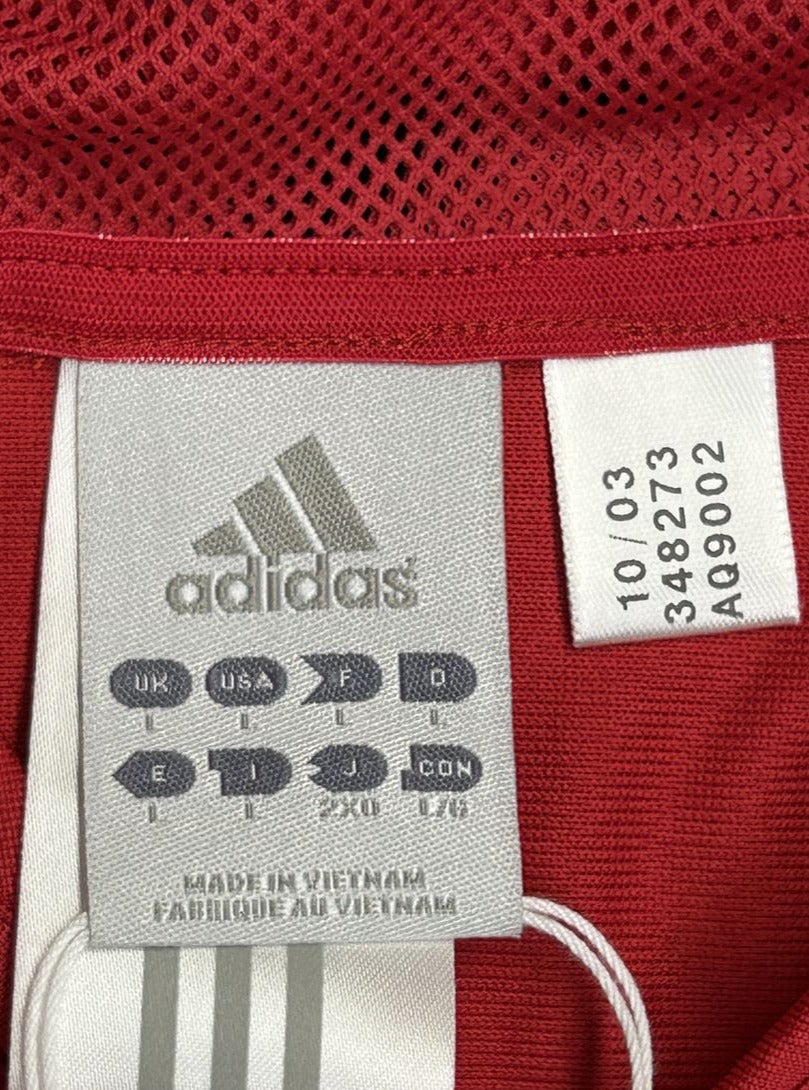 adidas
UK USA F D
L L L L
E I J CON
L L 2XO L/G
MADE IN VIETNAM
FABRIQUE AU VIETNAM
10/03
348273
AQ9002